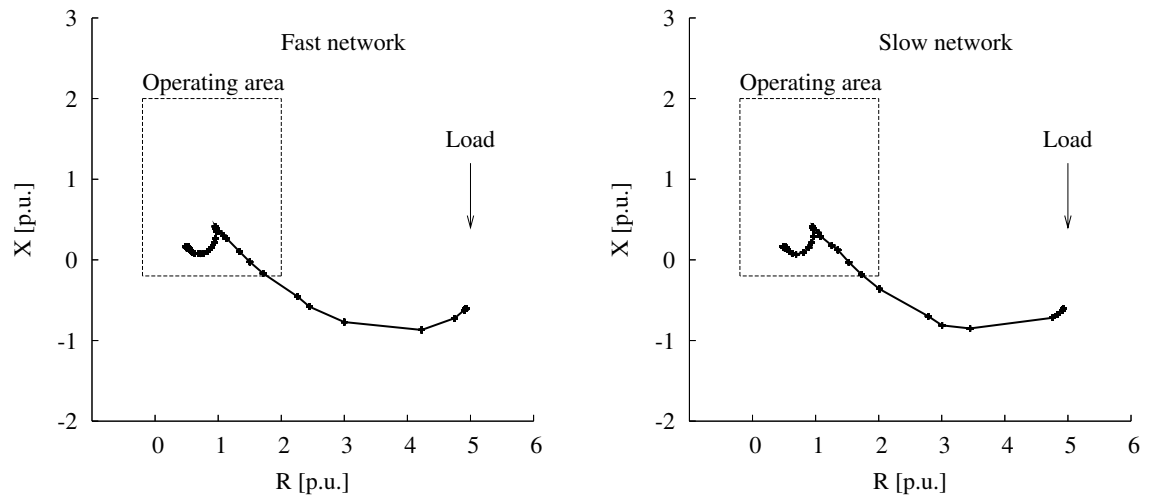 Fast network
Operating area
Load
3
2
1
0
-1
-2
X [p.u.]
0 1 2 3 4 5 6
R [p.u.]
Slow network
Operating area
Load
3
2
1
0
-1
-2
X [p.u.]
0 1 2 3 4 5 6
R [p.u.]